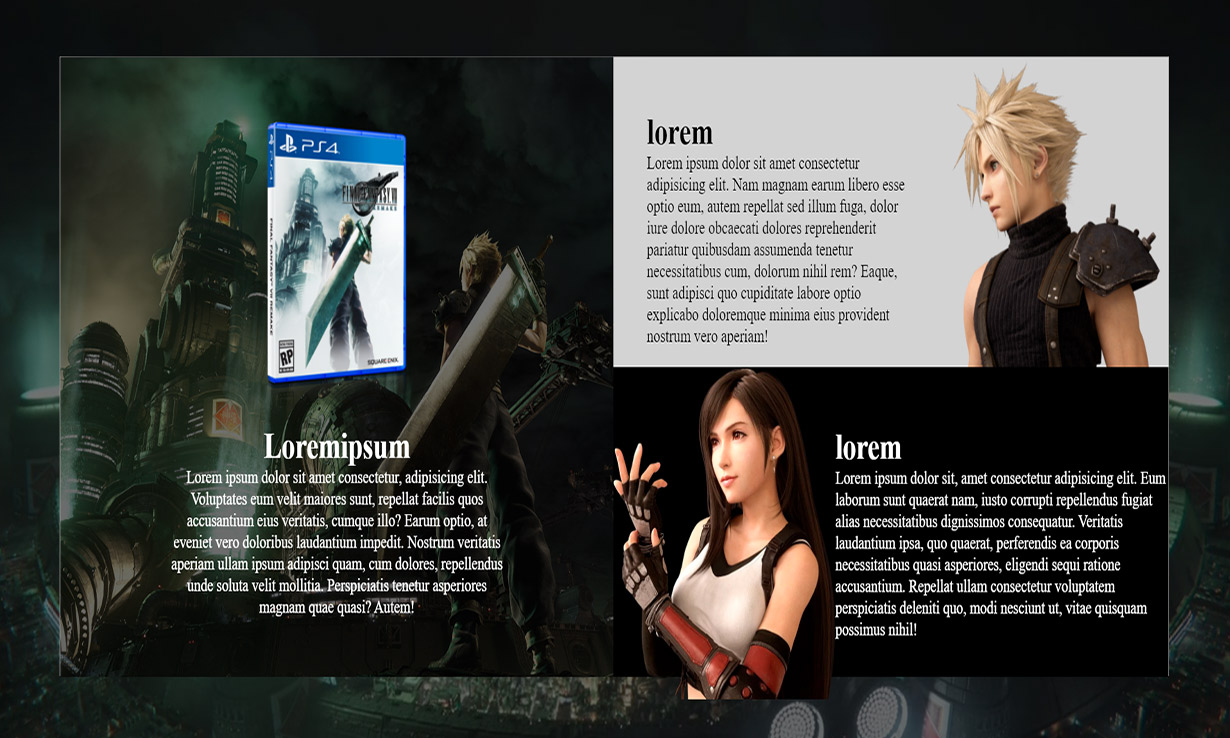 PS4
FINAL FANTASY VII
REMAKE
FINAL FANTASY VII REMAKE
RP
SQUARE ENIX
Loremipsum
Lorem ipsum dolor sit amet consectetur, adipisicing elit.
Voluptates eum velit maiores sunt, repellat facilis quos
accusantium eius veritatis, cumque illo? Earum optio, at
eveniet vero doloribus laudantium impedit. Nostrum veritatis
aperiam ullam ipsum adipisci quam, cum dolores, repellendus
unde soluta velit mollitia. Perspiciatis tenetur asperiores
magnam quae quasi? Autem!
lorem
Lorem ipsum dolor sit amet consectetur
adipisicing elit. Nam magnam earum libero esse
optio eum, autem repellat sed illum fuga, dolor
iure dolore obcaecati dolores reprehenderit
pariatur quibusdam assumenda tenetur
necessitatibus cum, dolorum nihil rem? Eaque,
sunt adipisci quo cupiditate labore optio
explicabo doloremque minima eius provident
nostrum vero aperiam!
lorem
Lorem ipsum dolor sit, amet consectetur adipisicing elit. Eum
laborum sunt quaerat nam, iusto corrupti repellendus fugiat
alias necessitatibus dignissimos consequatur. Veritatis
laudantium ipsa, quo quaerat, perferendis ea corporis
necessitatibus quasi asperiores, eligendi sequi ratione
accusantium. Repellat ullam consectetur voluptatem
perspiciatis deleniti quo, modi nesciunt ut, vitae quisquam
possimus nihil!